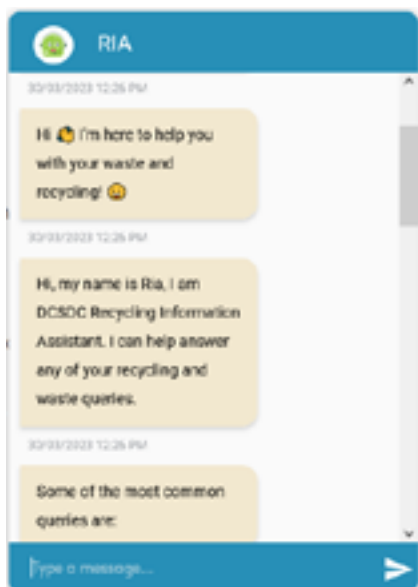 RIA
30/03/2023 12:26 PM
Hi 👋 I'm here to help you
with your waste and
recycling! 😀
30/03/2023 12:26 PM
Hi, my name is Ria, I am
DCSDC Recycling Information
Assistant. I can help answer
any of your recycling and
waste queries.
30/03/2023 12:26 PM
Some of the most common
queries are:
Type a message...